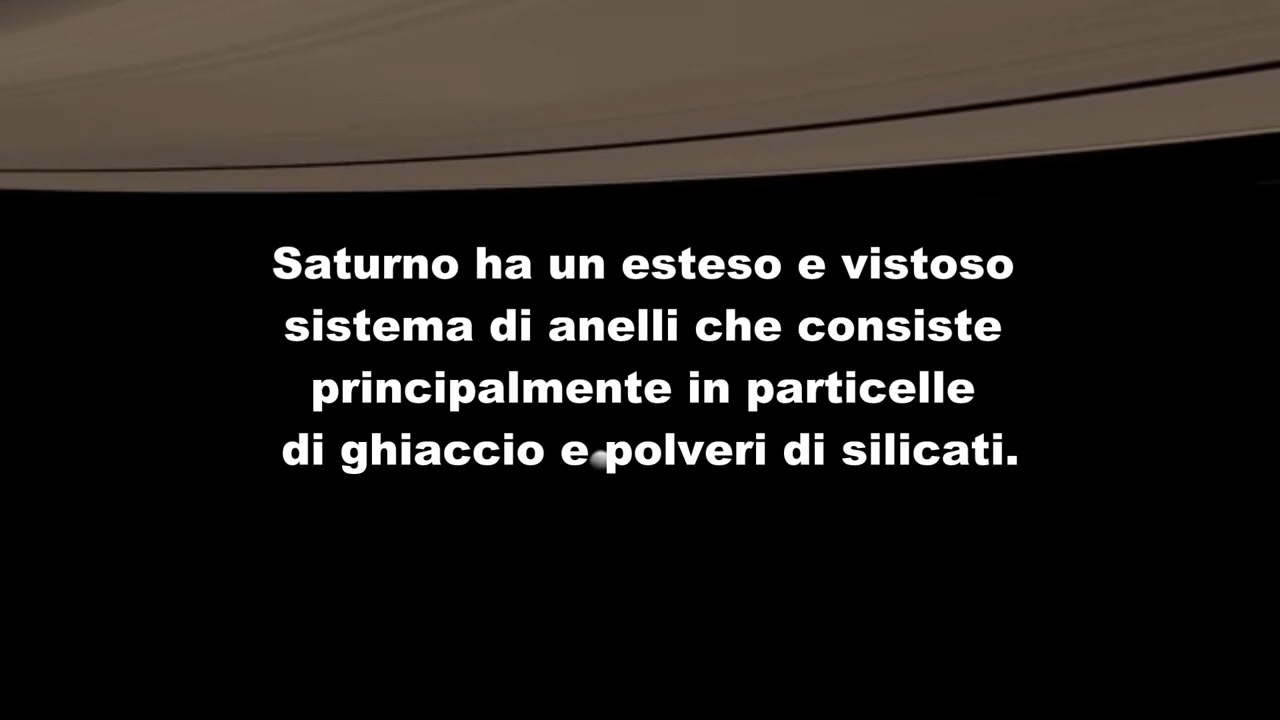 Saturno ha un esteso e vistoso
sistema di anelli che consiste
principalmente in particelle
di ghiaccio e polveri di silicati.